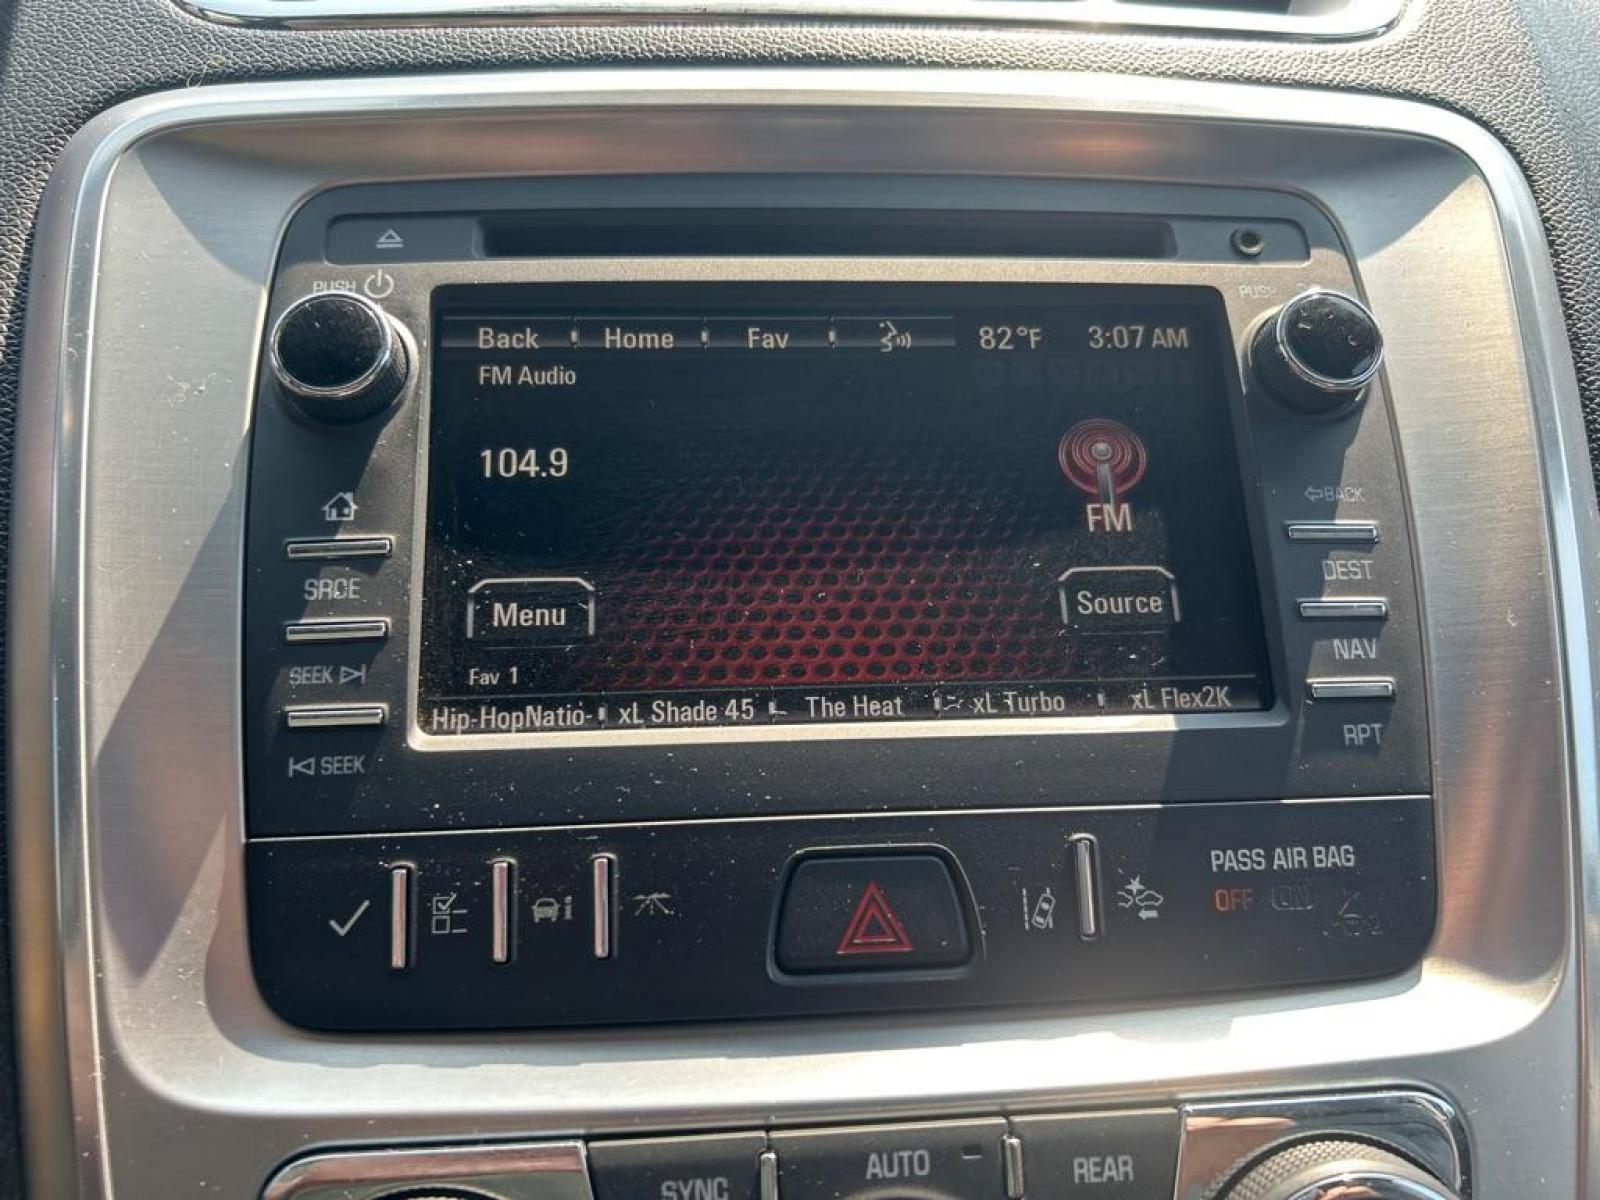 PUSH
PUSH
Back Home Fav 82°F 3:07 AM
FM Audio
104.9
FM
Menu
Source
Fav 1
Hip-HopNatio- xL Shade 45 The Heat xL Turbo xL Flex2K
SRCE
SEEK
SEEK
BACK
DEST
NAV
RPT
PASS AIR BAG
OFF ON
SYNC
AUTO
REAR